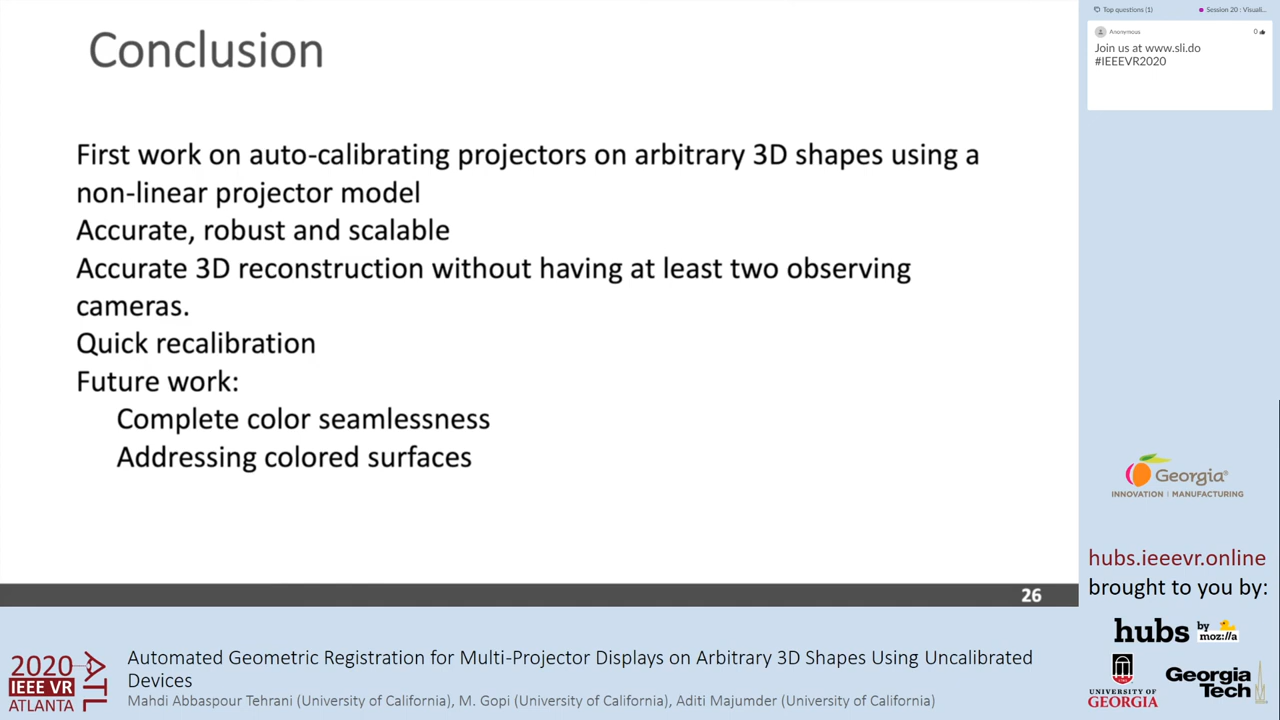 Conclusion
First work on auto-calibrating projectors on arbitrary 3D shapes using a
non-linear projector model
Accurate, robust and scalable
Accurate 3D reconstruction without having at least two observing
cameras.
Quick recalibration
Future work:
Complete color seamlessness
Addressing colored surfaces
26
Top questions (1)
Session 20 : Visuali...
Anonymous
0
Join us at www.sli.do
#IEEEVR2020
Georgia®
INNOVATION | MANUFACTURING
hubs.ieeevr.online
brought to you by:
hubs by moz://a
UNIVERSITY OF
GEORGIA
Georgia
Tech
2020
IEEE VR
ATLANTA
ATL
Automated Geometric Registration for Multi-Projector Displays on Arbitrary 3D Shapes Using Uncalibrated
Devices
Mahdi Abbaspour Tehrani (University of California), M. Gopi (University of California), Aditi Majumder (University of California)